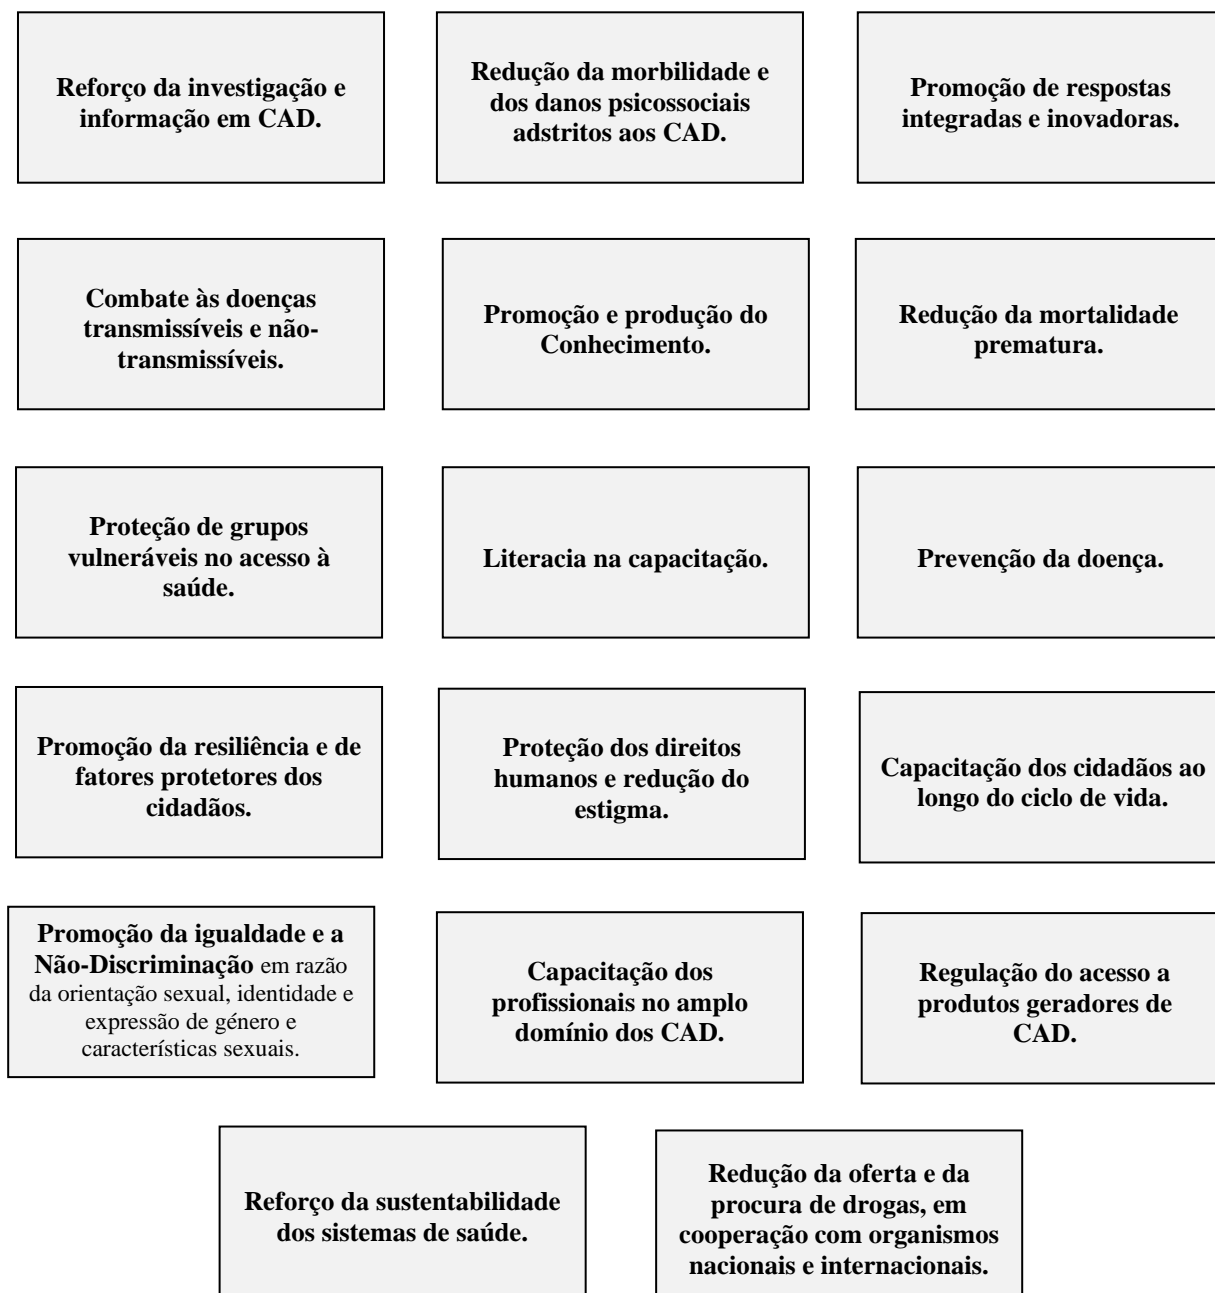 Reforço da investigação e
informação em CAD.
Redução da morbilidade e
dos danos psicossociais
adstritos aos CAD.
Promoção de respostas
integradas e inovadoras.
Combate às doenças
transmissíveis e não-
transmissíveis.
Promoção e produção do
Conhecimento.
Redução da mortalidade
prematura.
Proteção de grupos
vulneráveis no acesso à
saúde.
Literacia na capacitação.
Prevenção da doença.
Promoção da resiliência e de
fatores protetores dos
cidadãos.
Proteção dos direitos
humanos e redução do
estigma.
Capacitação dos cidadãos ao
longo do ciclo de vida.
Promoção da igualdade e a
Não-Discriminação em razão
da orientação sexual, identidade e
expressão de género e
características sexuais.
Capacitação dos
profissionais no amplo
domínio dos CAD.
Regulação do acesso a
produtos geradores de
CAD.
Reforço da sustentabilidade
dos sistemas de saúde.
Redução da oferta e da
procura de drogas, em
cooperação com organismos
nacionais e internacionais.